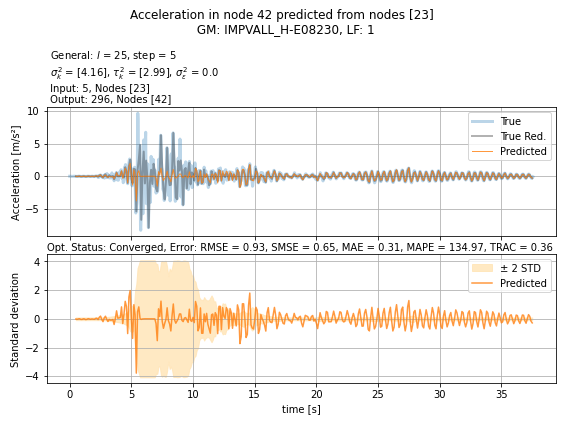 Acceleration in node 42 predicted from nodes [23]
GM: IMPVALL_H-E08230, LF: 1
General: l = 25, step = 5
σ²ₖ = [4.16], τ²ₖ = [2.99], σ²ε = 0.0
Input: 5, Nodes [23]
Output: 296, Nodes [42]
10
5
0
−5
Acceleration [m/s²]
True
True Red.
Predicted
Opt. Status: Converged, Error: RMSE = 0.93, SMSE = 0.65, MAE = 0.31, MAPE = 134.97, TRAC = 0.36
4
2
0
−2
−4
Standard deviation
± 2 STD
Predicted
0 5 10 15 20 25 30 35
time [s]